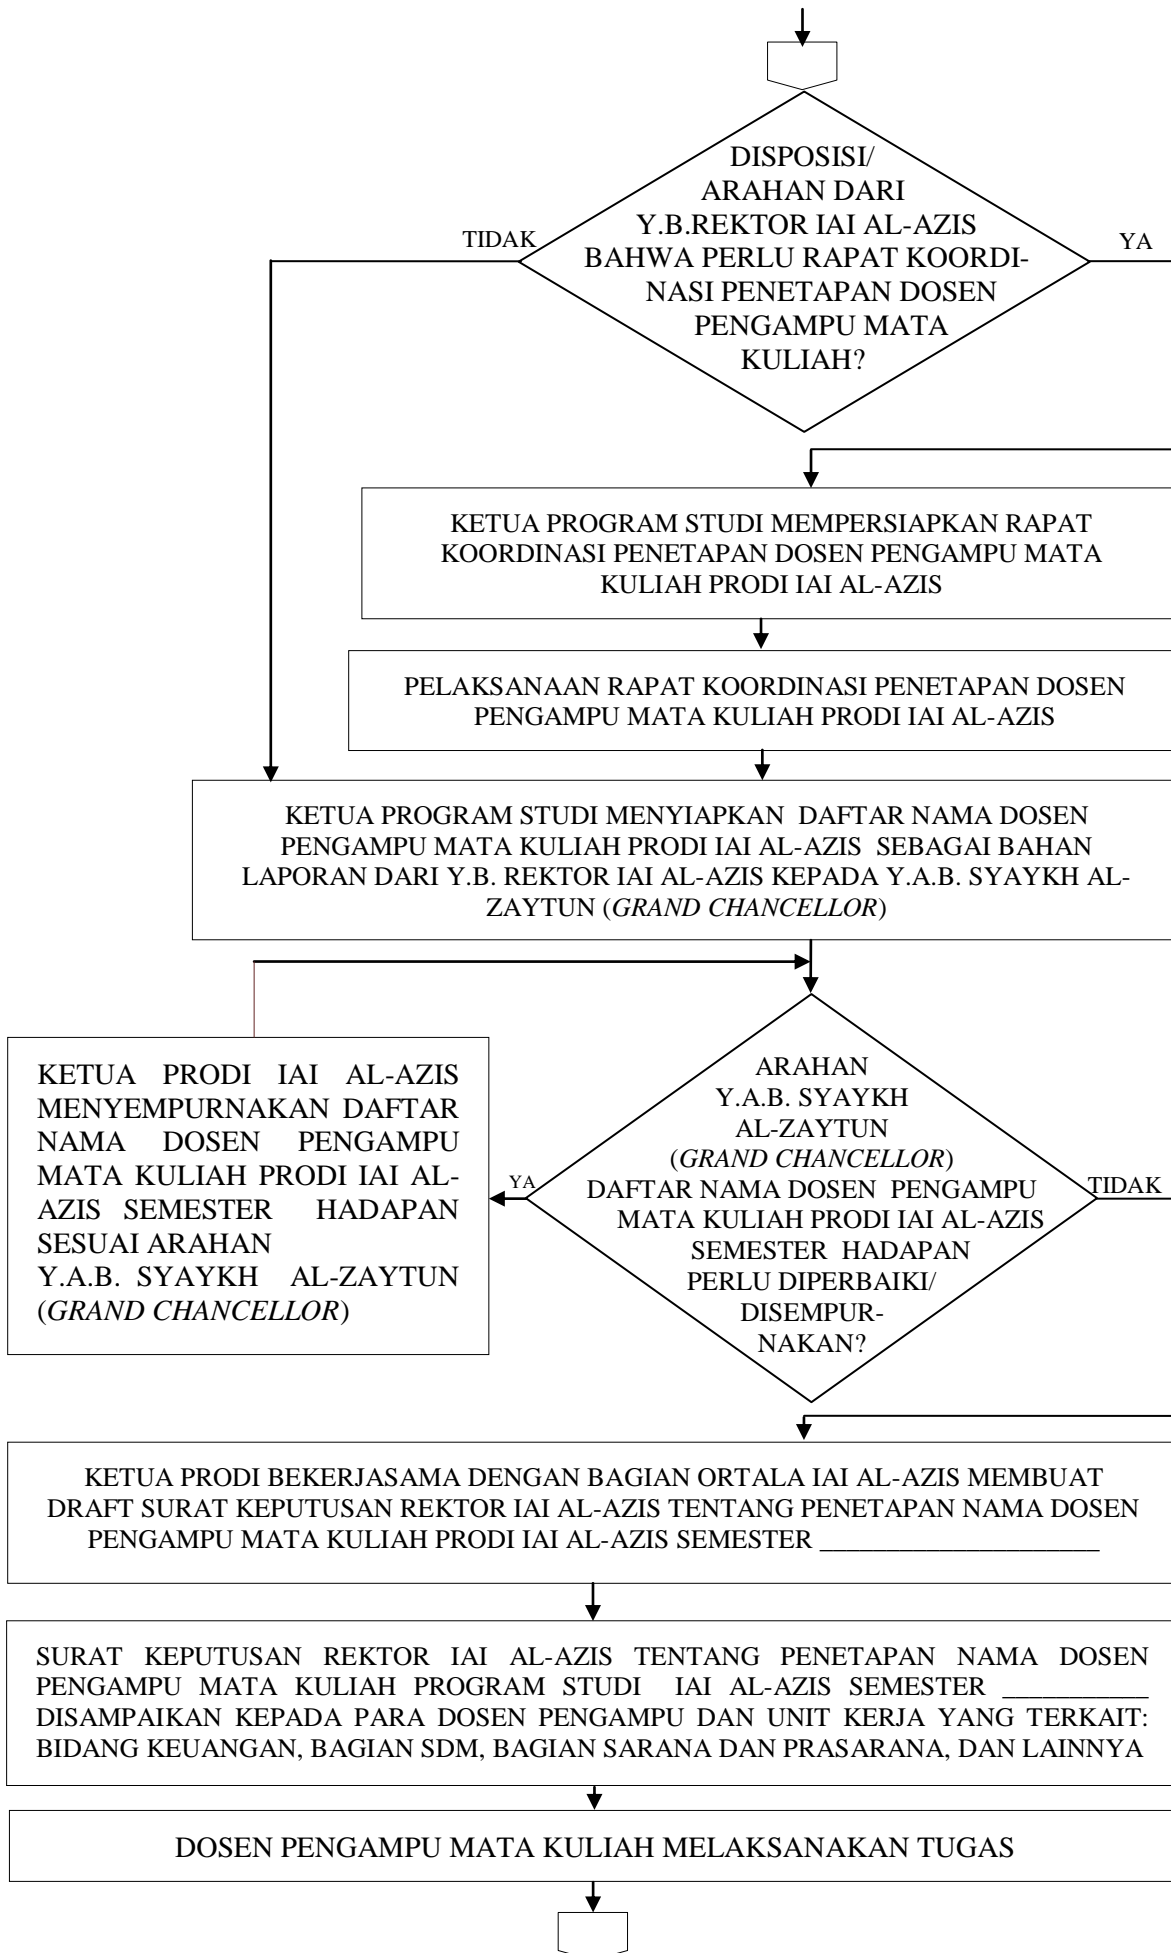 DISPOSISI/
ARAHAN DARI
Y.B.REKTOR IAI AL-AZIS
BAHWA PERLU RAPAT KOORDI-
NASI PENETAPAN DOSEN
PENGAMPU MATA
KULIAH?
TIDAK
YA
KETUA PROGRAM STUDI MEMPERSIAPKAN RAPAT
KOORDINASI PENETAPAN DOSEN PENGAMPU MATA
KULIAH PRODI IAI AL-AZIS
PELAKSANAAN RAPAT KOORDINASI PENETAPAN DOSEN
PENGAMPU MATA KULIAH PRODI IAI AL-AZIS
KETUA PROGRAM STUDI MENYIAPKAN DAFTAR NAMA DOSEN
PENGAMPU MATA KULIAH PRODI IAI AL-AZIS SEBAGAI BAHAN
LAPORAN DARI Y.B. REKTOR IAI AL-AZIS KEPADA Y.A.B. SYAYKH AL-
ZAYTUN (GRAND CHANCELLOR)
ARAHAN
Y.A.B. SYAYKH
AL-ZAYTUN
(GRAND CHANCELLOR)
DAFTAR NAMA DOSEN PENGAMPU
MATA KULIAH PRODI IAI AL-AZIS
SEMESTER HADAPAN
PERLU DIPERBAIKI/
DISEMPUR-
NAKAN?
YA
TIDAK
KETUA PRODI IAI AL-AZIS
MENYEMPURNAKAN DAFTAR
NAMA DOSEN PENGAMPU
MATA KULIAH PRODI IAI AL-
AZIS SEMESTER HADAPAN
SESUAI ARAHAN
Y.A.B. SYAYKH AL-ZAYTUN
(GRAND CHANCELLOR)
KETUA PRODI BEKERJASAMA DENGAN BAGIAN ORTALA IAI AL-AZIS MEMBUAT
DRAFT SURAT KEPUTUSAN REKTOR IAI AL-AZIS TENTANG PENETAPAN NAMA DOSEN
PENGAMPU MATA KULIAH PRODI IAI AL-AZIS SEMESTER _____________________
SURAT KEPUTUSAN REKTOR IAI AL-AZIS TENTANG PENETAPAN NAMA DOSEN
PENGAMPU MATA KULIAH PROGRAM STUDI IAI AL-AZIS SEMESTER ___________
DISAMPAIKAN KEPADA PARA DOSEN PENGAMPU DAN UNIT KERJA YANG TERKAIT:
BIDANG KEUANGAN, BAGIAN SDM, BAGIAN SARANA DAN PRASARANA, DAN LAINNYA
DOSEN PENGAMPU MATA KULIAH MELAKSANAKAN TUGAS